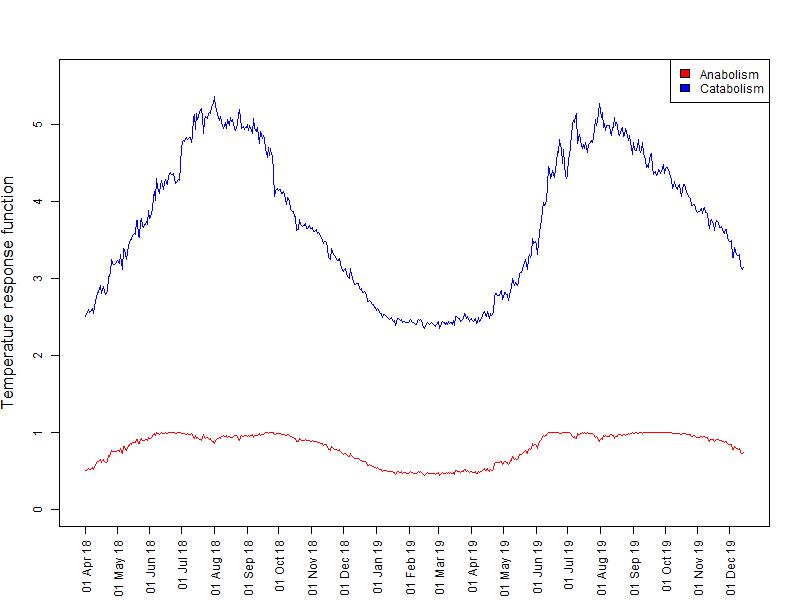 Anabolism
Catabolism
Temperature response function
5
4
3
2
1
0
01 Apr 18
01 May 18
01 Jun 18
01 Jul 18
01 Aug 18
01 Sep 18
01 Oct 18
01 Nov 18
01 Dec 18
01 Jan 19
01 Feb 19
01 Mar 19
01 Apr 19
01 May 19
01 Jun 19
01 Jul 19
01 Aug 19
01 Sep 19
01 Oct 19
01 Nov 19
01 Dec 19